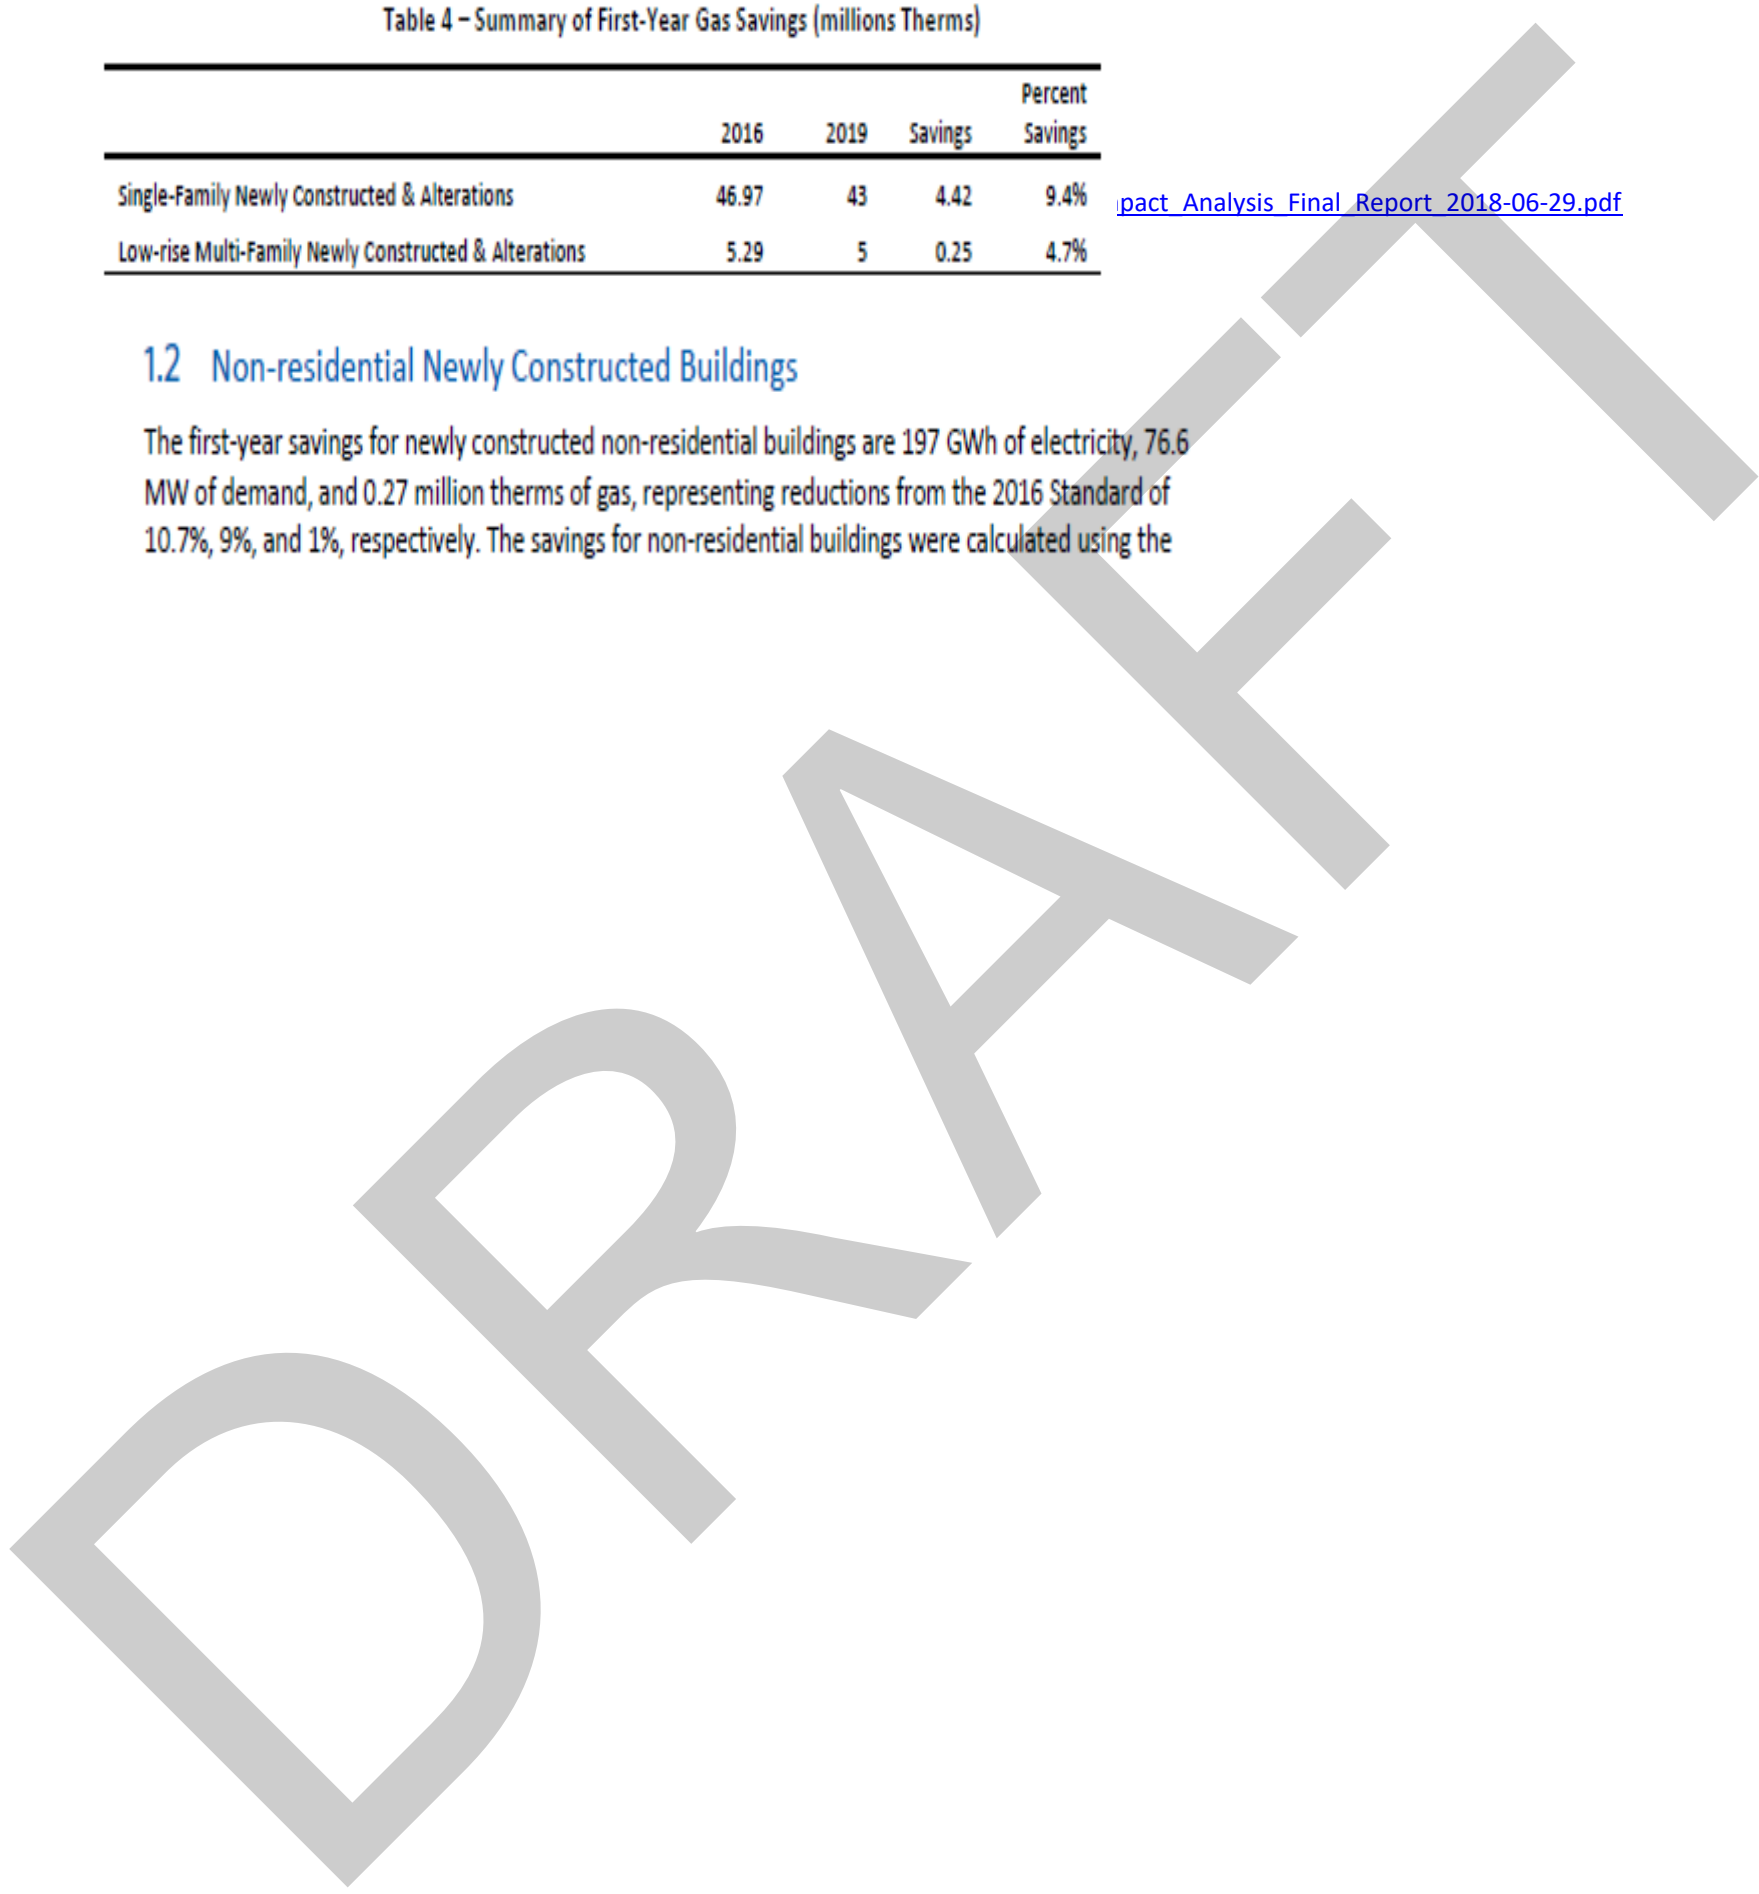 Table 4 – Summary of First-Year Gas Savings (millions Therms)
Percent
2016 2019 Savings Savings
Single-Family Newly Constructed & Alterations 46.97 43 4.42 9.4%
pact_Analysis_Final_Report_2018-06-29.pdf
Low-rise Multi-Family Newly Constructed & Alterations 5.29 5 0.25 4.7%
1.2 Non-residential Newly Constructed Buildings
The first-year savings for newly constructed non-residential buildings are 197 GWh of electricity, 76.6
MW of demand, and 0.27 million therms of gas, representing reductions from the 2016 Standard of
10.7%, 9%, and 1%, respectively. The savings for non-residential buildings were calculated using the
DRAFT